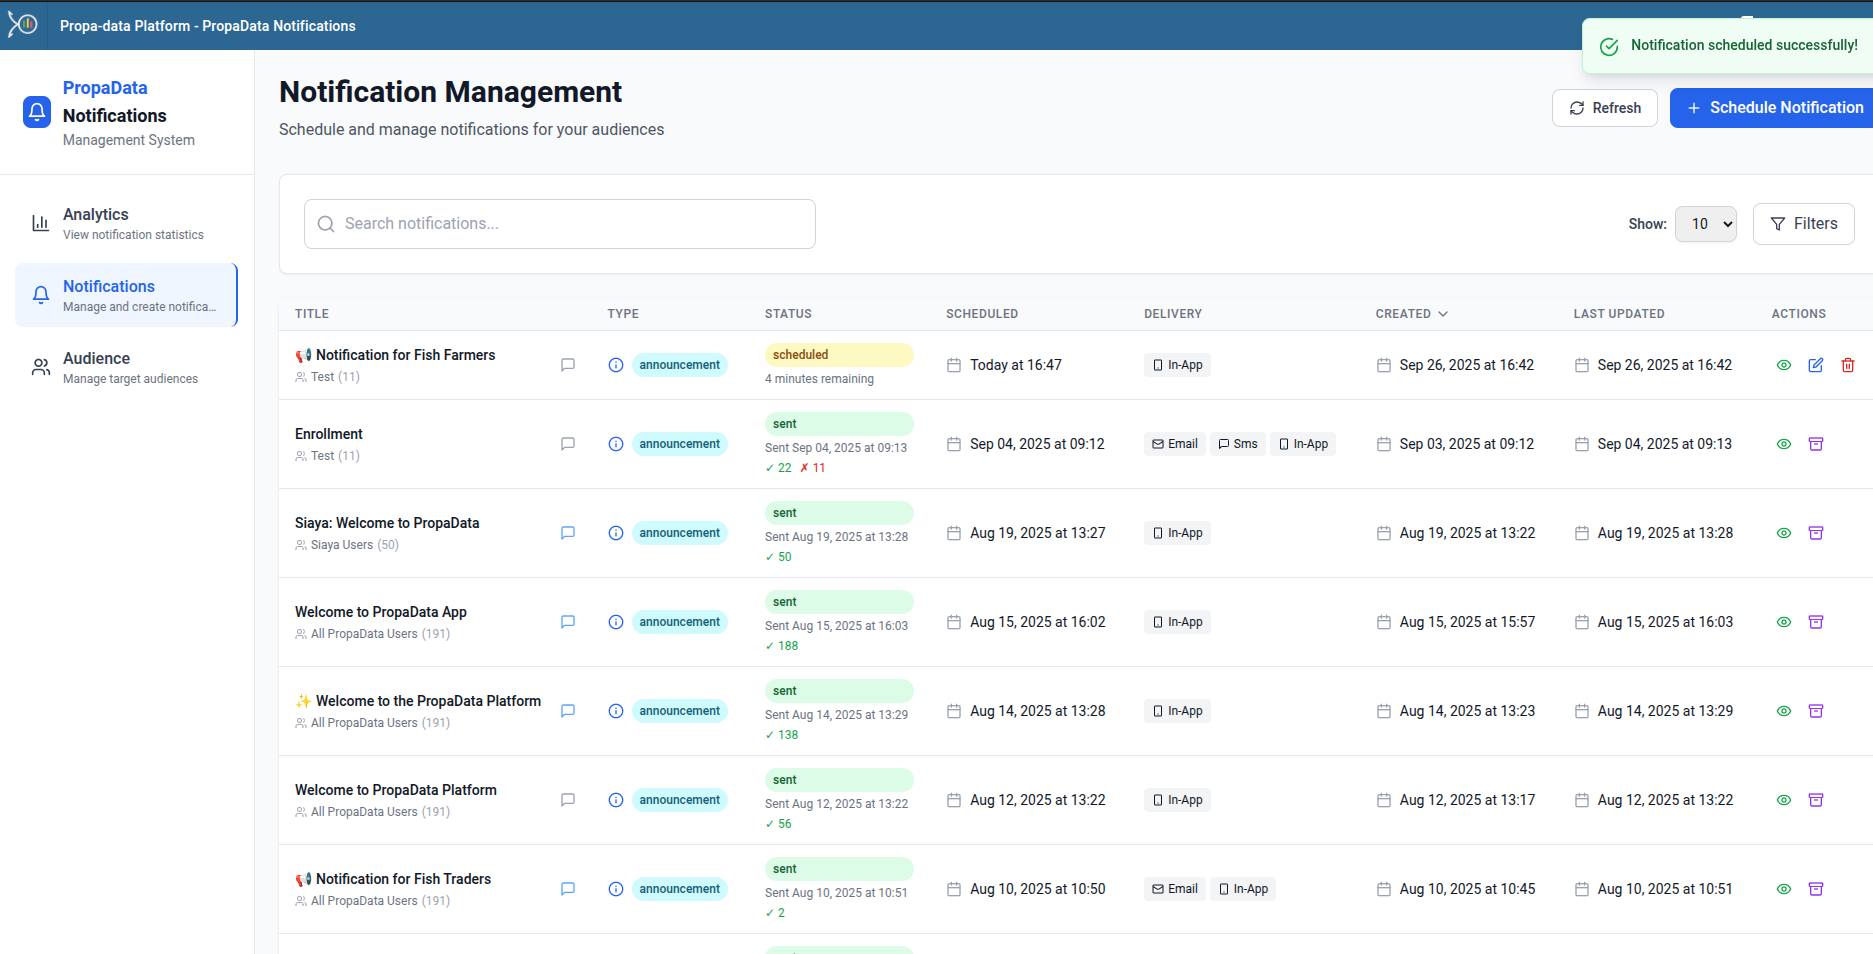 Propa-data Platform - PropaData Notifications
Notification scheduled successfully!
PropaData
Notifications
Management System
Analytics
View notification statistics
Notifications
Manage and create notifica...
Audience
Manage target audiences
Notification Management
Schedule and manage notifications for your audiences
Refresh
+ Schedule Notification
Search notifications...
Show: 10
Filters
TITLE TYPE STATUS SCHEDULED DELIVERY CREATED LAST UPDATED ACTIONS
📢 Notification for Fish Farmers
Test (11)
announcement
scheduled
4 minutes remaining
Today at 16:47
In-App
Sep 26, 2025 at 16:42
Sep 26, 2025 at 16:42
Enrollment
Test (11)
announcement
sent
Sent Sep 04, 2025 at 09:13
✓ 22 ✗ 11
Sep 04, 2025 at 09:12
Email Sms In-App
Sep 03, 2025 at 09:12
Sep 04, 2025 at 09:13
Siaya: Welcome to PropaData
Siaya Users (50)
announcement
sent
Sent Aug 19, 2025 at 13:28
✓ 50
Aug 19, 2025 at 13:27
In-App
Aug 19, 2025 at 13:22
Aug 19, 2025 at 13:28
Welcome to PropaData App
All PropaData Users (191)
announcement
sent
Sent Aug 15, 2025 at 16:03
✓ 188
Aug 15, 2025 at 16:02
In-App
Aug 15, 2025 at 15:57
Aug 15, 2025 at 16:03
✨ Welcome to the PropaData Platform
All PropaData Users (191)
announcement
sent
Sent Aug 14, 2025 at 13:29
✓ 138
Aug 14, 2025 at 13:28
In-App
Aug 14, 2025 at 13:23
Aug 14, 2025 at 13:29
Welcome to PropaData Platform
All PropaData Users (191)
announcement
sent
Sent Aug 12, 2025 at 13:22
✓ 56
Aug 12, 2025 at 13:22
In-App
Aug 12, 2025 at 13:17
Aug 12, 2025 at 13:22
📢 Notification for Fish Traders
All PropaData Users (191)
announcement
sent
Sent Aug 10, 2025 at 10:51
✓ 2
Aug 10, 2025 at 10:50
Email In-App
Aug 10, 2025 at 10:45
Aug 10, 2025 at 10:51